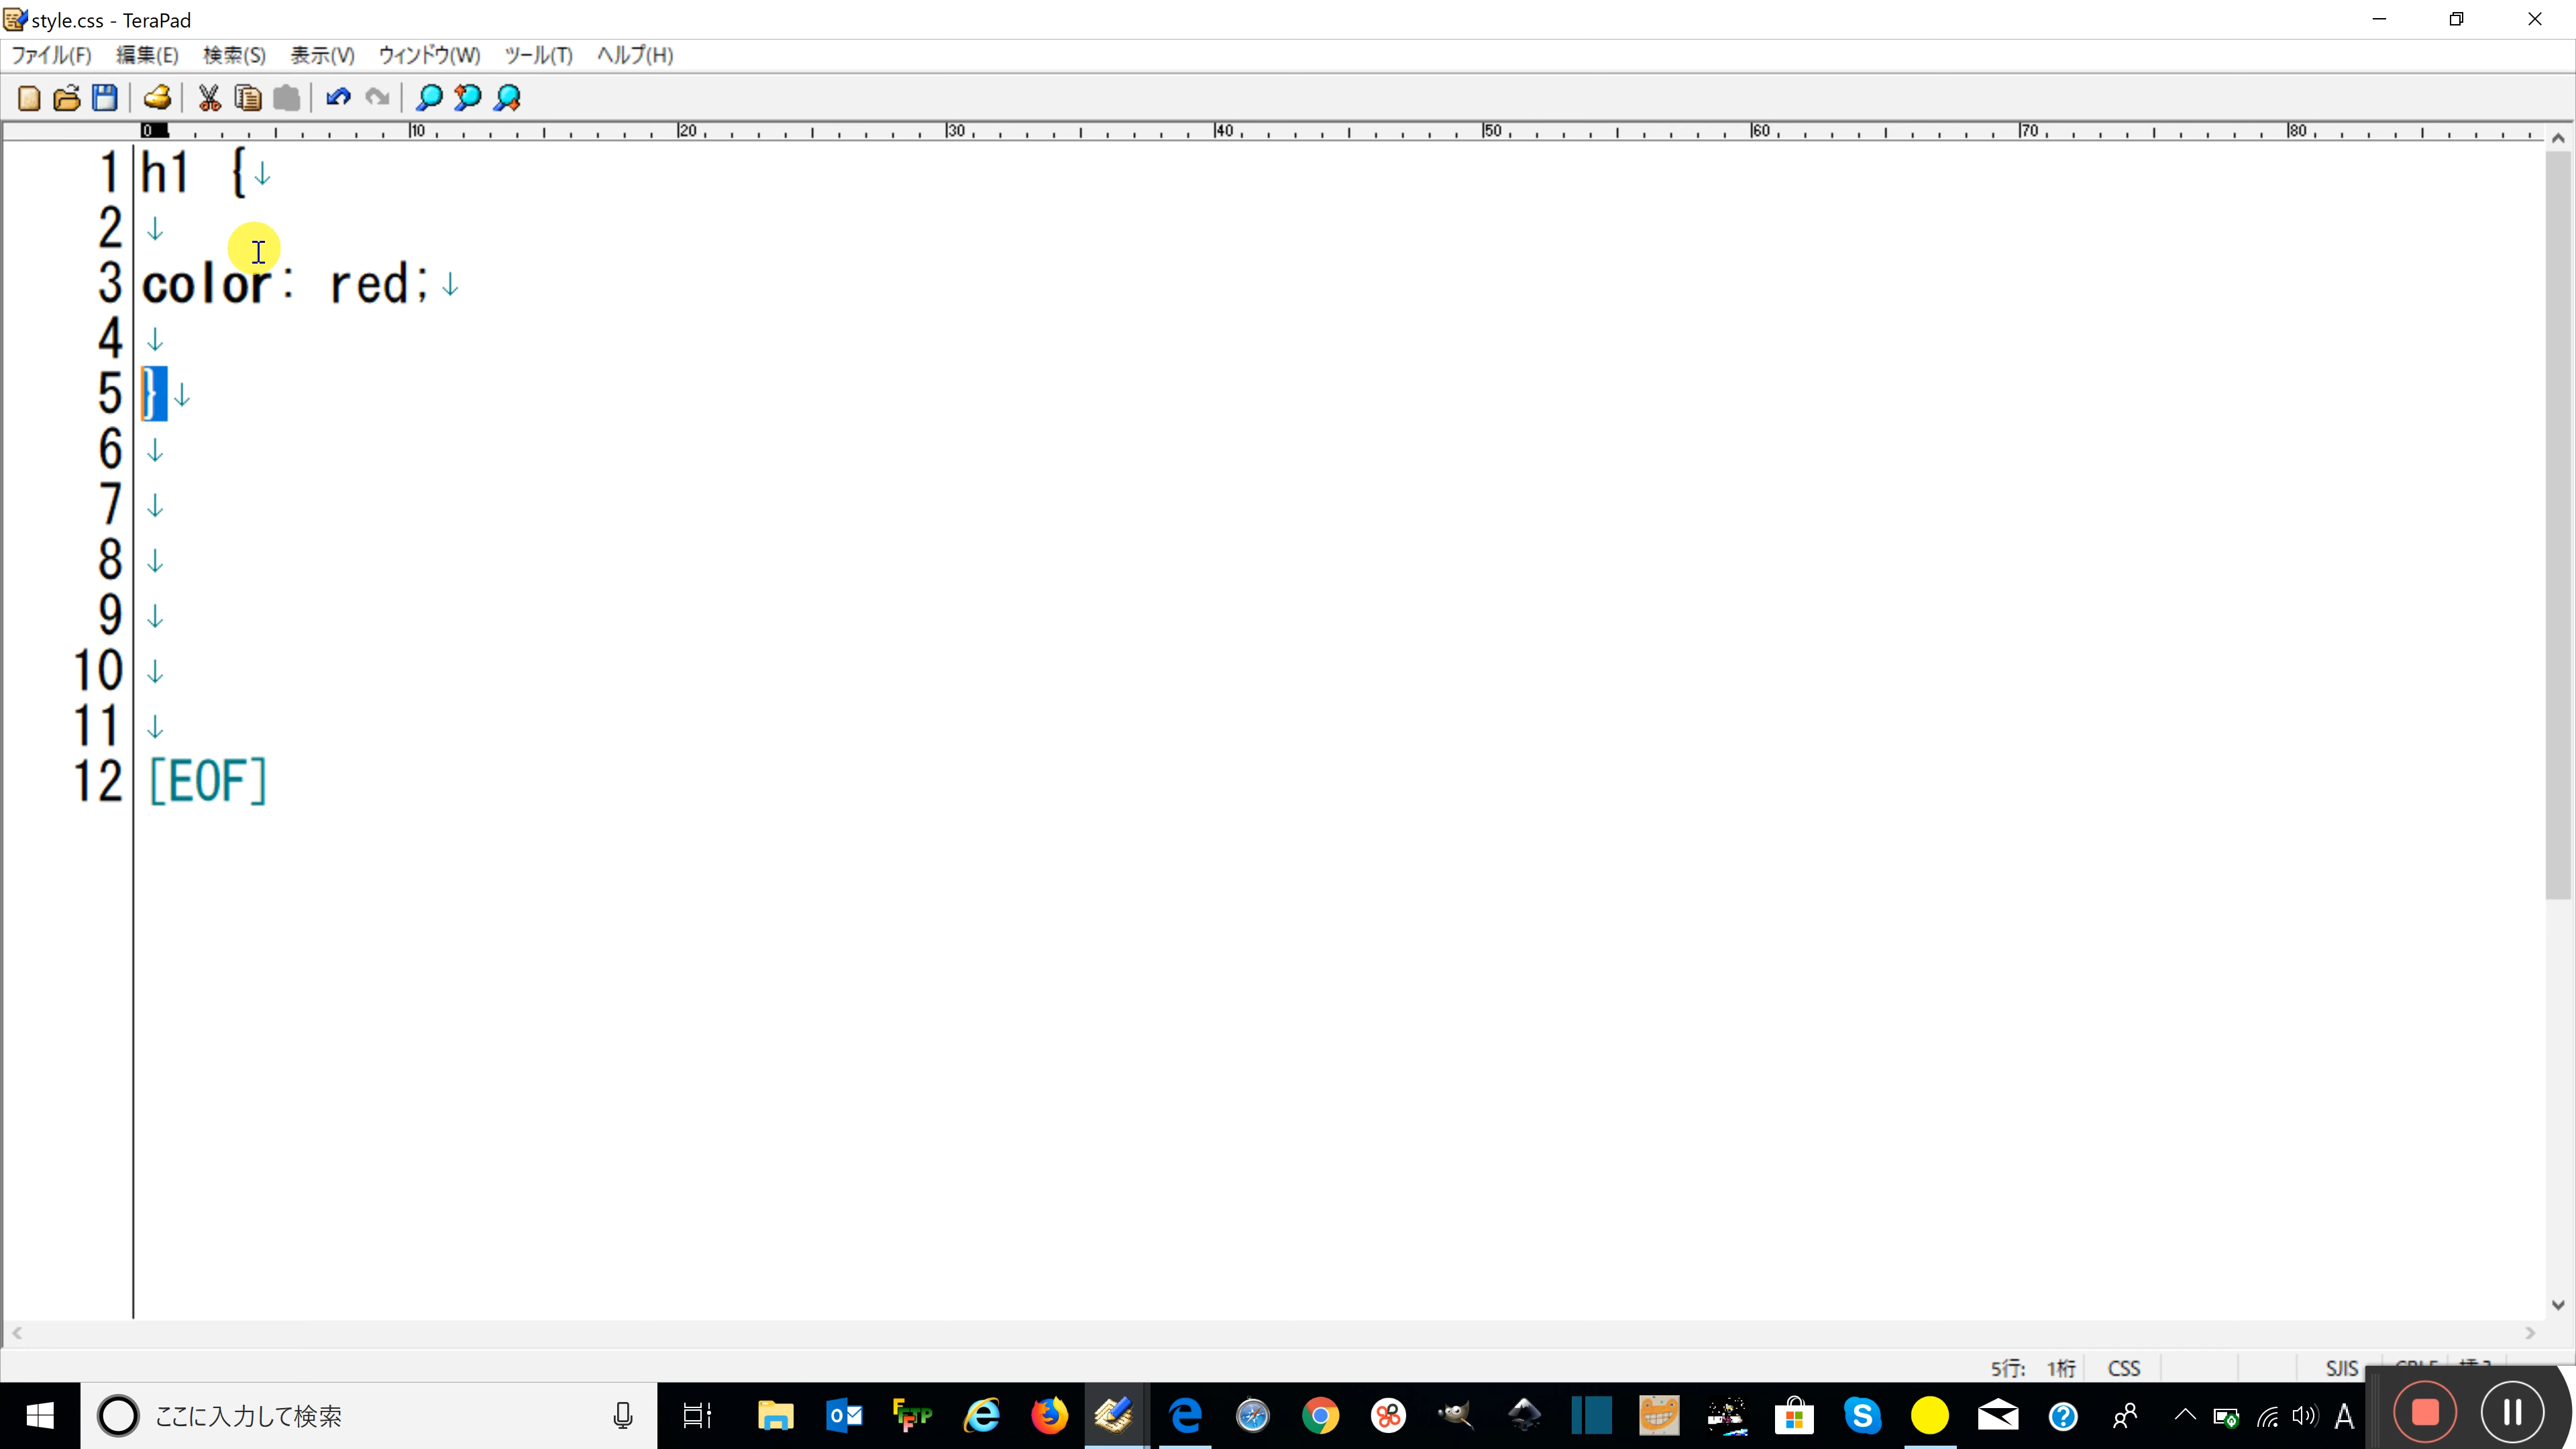 style.css - TeraPad
ファイル(F) 編集(E) 検索(S) 表示(V) ウィンドウ(W) ツール(T) ヘルプ(H)
0 10 20 30 40 50 60 70 80
1 h1 {↓
2 ↓
3 color: red;↓
4 ↓
5 }↓
6 ↓
7 ↓
8 ↓
9 ↓
10 ↓
11 ↓
12 [EOF]
5行: 1桁 CSS SJIS
ここに入力して検索
A